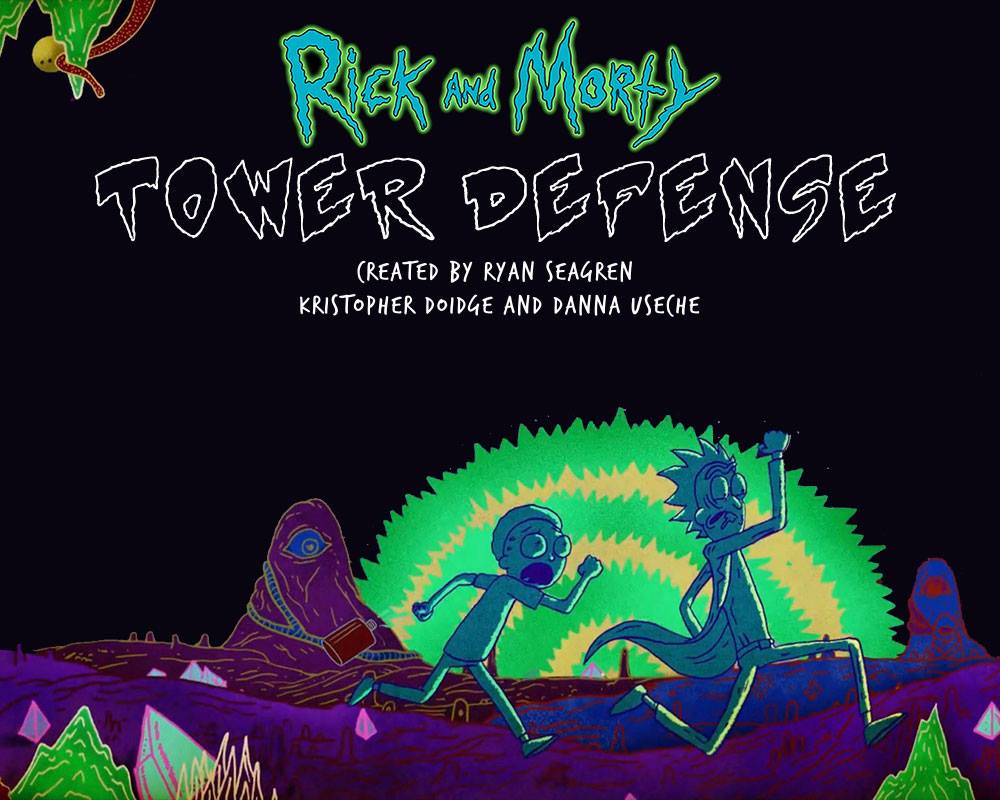 Rick and Morty
TOWER DEFENSE
CREATED BY RYAN SEAGREN
KRISTOPHER DOIDGE AND DANNA USECHE